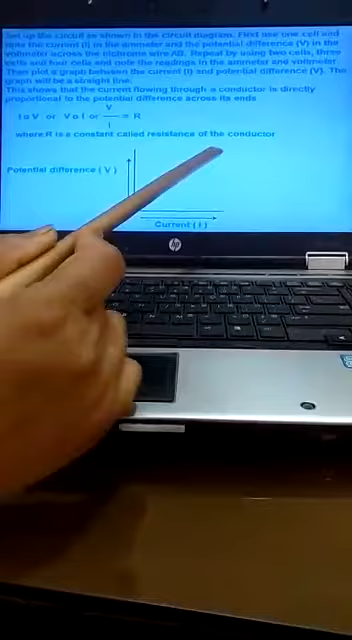 Set up the circuit as shown in the circuit diagram. First use one cell and
note the current (I) in the ammeter and the potential difference (V) in the
voltmeter across the nichrome wire AB. Repeat by using two cells, three
cells and four cells and note the readings in the ammeter and voltmeter.
Then plot a graph between the current (I) and potential difference (V). The
graph will be a straight line.
This shows that the current flowing through a conductor is directly
proportional to the potential difference across its ends
V
I α V or V α I or — = R
I
where R is a constant called resistance of the conductor
Potential difference ( V )
Current ( I )
hp